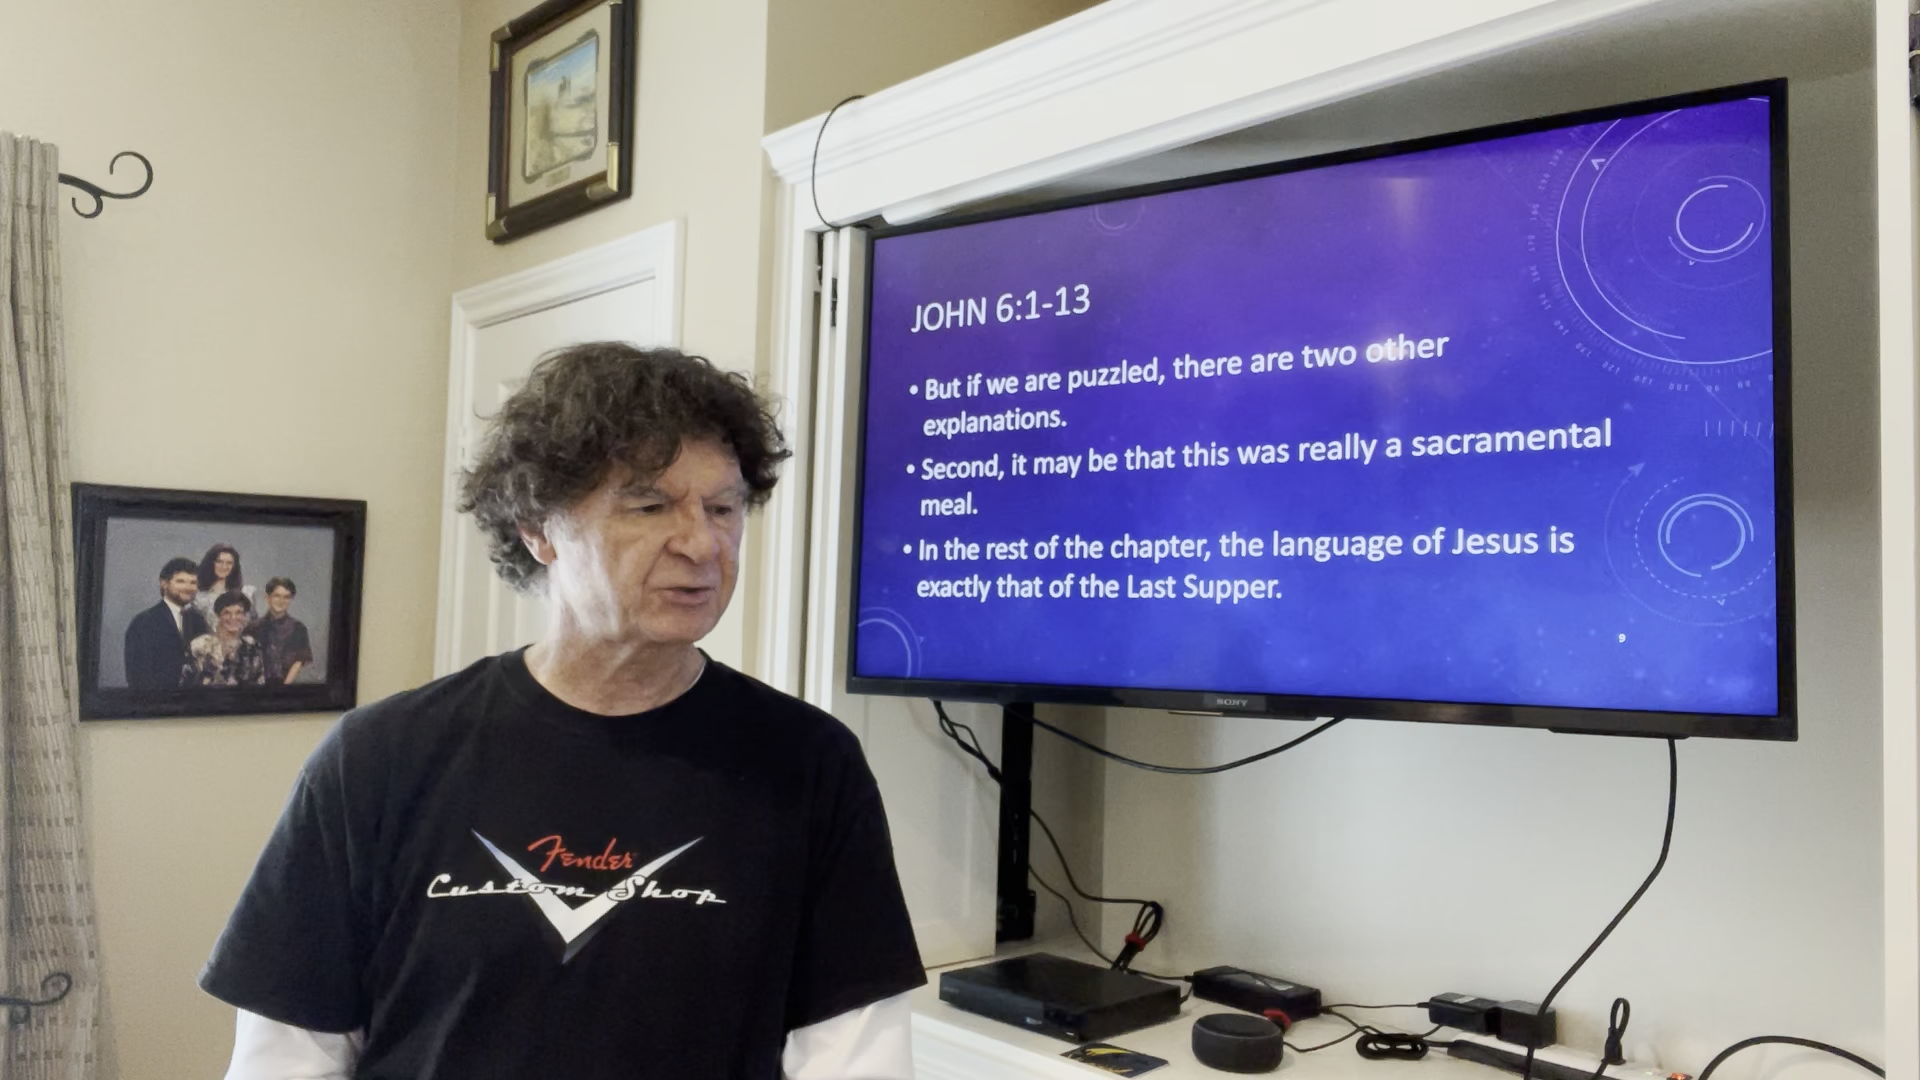 JOHN 6:1-13
• But if we are puzzled, there are two other
explanations.
• Second, it may be that this was really a sacramental
meal.
• In the rest of the chapter, the language of Jesus is
exactly that of the Last Supper.
9
SONY
Fender
Custom Shop